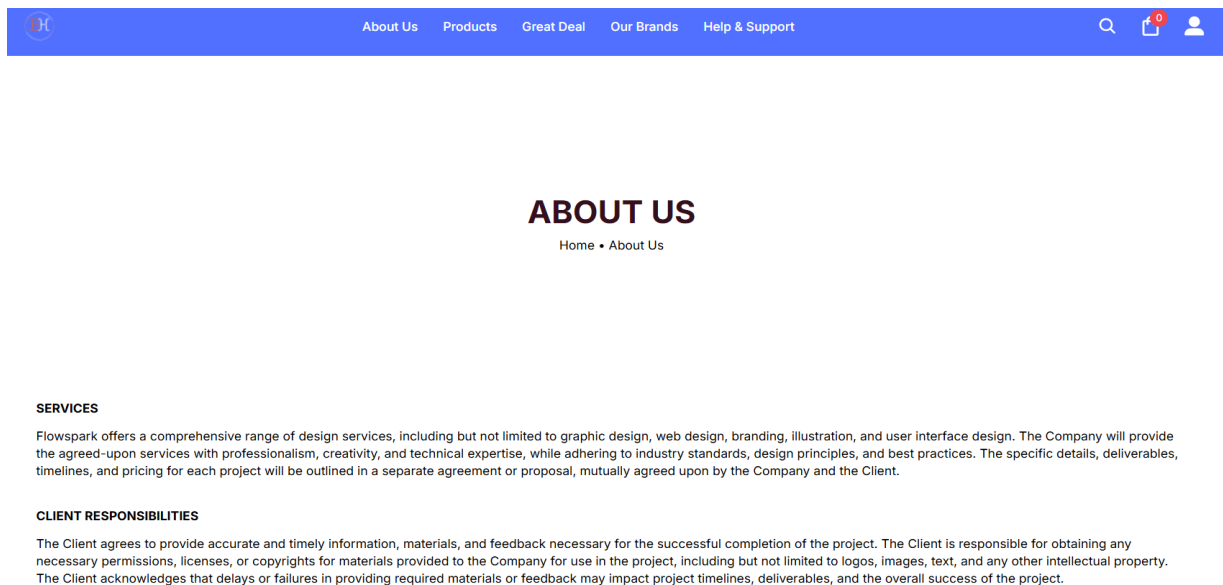 About Us Products Great Deal Our Brands Help & Support 0
ABOUT US
Home • About Us
SERVICES
Flowspark offers a comprehensive range of design services, including but not limited to graphic design, web design, branding, illustration, and user interface design. The Company will provide
the agreed-upon services with professionalism, creativity, and technical expertise, while adhering to industry standards, design principles, and best practices. The specific details, deliverables,
timelines, and pricing for each project will be outlined in a separate agreement or proposal, mutually agreed upon by the Company and the Client.
CLIENT RESPONSIBILITIES
The Client agrees to provide accurate and timely information, materials, and feedback necessary for the successful completion of the project. The Client is responsible for obtaining any
necessary permissions, licenses, or copyrights for materials provided to the Company for use in the project, including but not limited to logos, images, text, and any other intellectual property.
The Client acknowledges that delays or failures in providing required materials or feedback may impact project timelines, deliverables, and the overall success of the project.